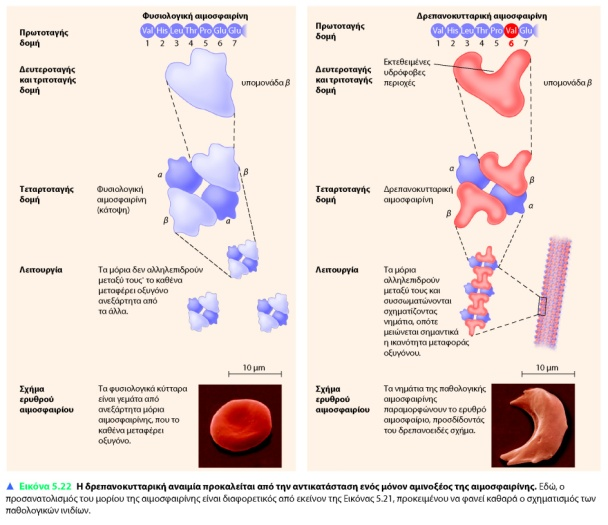 Φυσιολογική αιμοσφαιρίνη
Πρωτοταγής
δομή
Val His Leu Thr Pro Glu Glu
1 2 3 4 5 6 7
Δευτεροταγής
και τριτοταγής
δομή
υπομονάδα β
Τεταρτοταγής
δομή
Φυσιολογική
αιμοσφαιρίνη
(κάτοψη)
α
β
β
α
Λειτουργία
Τα μόρια δεν αλληλεπιδρούν
μεταξύ τους· το καθένα
μεταφέρει οξυγόνο
ανεξάρτητα από
τα άλλα.
10 μm
Σχήμα
ερυθρού
αιμοσφαιρίου
Τα φυσιολογικά κύτταρα
είναι γεμάτα από
ανεξάρτητα μόρια
αιμοσφαιρίνης, που το
καθένα μεταφέρει
οξυγόνο.
Δρεπανοκυτταρική αιμοσφαιρίνη
Πρωτοταγής
δομή
Val His Leu Thr Pro Val Glu
1 2 3 4 5 6 7
Δευτεροταγής
και τριτοταγής
δομή
Εκτεθειμένες
υδρόφοβες
περιοχές
υπομονάδα β
Τεταρτοταγής
δομή
Δρεπανοκυτταρική
αιμοσφαιρίνη
α
β
β
α
Λειτουργία
Τα μόρια
αλληλεπιδρούν
μεταξύ τους και
συσσωματώνονται
σχηματίζοντας
νημάτια, οπότε
μειώνεται σημαντικά
η ικανότητα μεταφοράς
οξυγόνου.
10 μm
Σχήμα
ερυθρού
αιμοσφαιρίου
Τα νημάτια της παθολογικής
αιμοσφαιρίνης
παραμορφώνουν το ερυθρό
αιμοσφαίριο, προσδίδοντάς
του δρεπανοειδές σχήμα.
▲ Εικόνα 5.22 Η δρεπανοκυτταρική αναιμία προκαλείται από την αντικατάσταση ενός μόνον αμινοξέος της αιμοσφαιρίνης. Εδώ, ο
προσανατολισμός του μορίου της αιμοσφαιρίνης είναι διαφορετικός από εκείνον της Εικόνας 5.21, προκειμένου να φανεί καθαρά ο σχηματισμός των
παθολογικών ινιδίων.